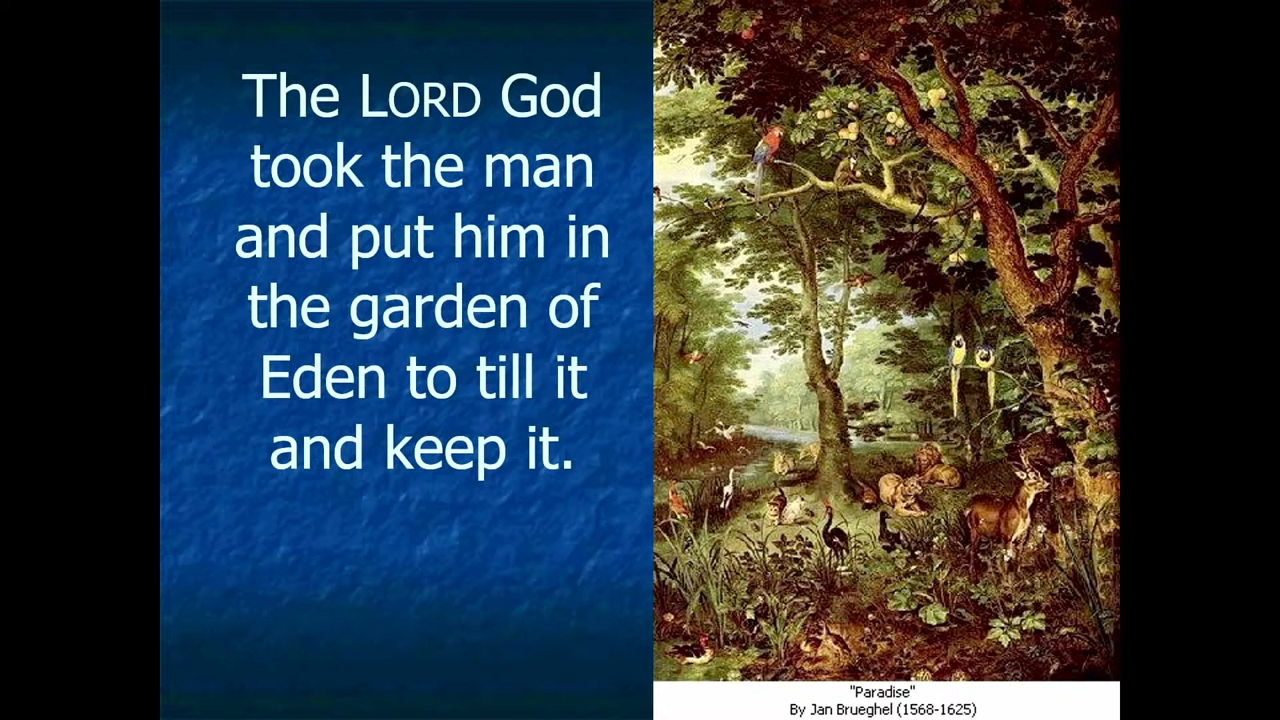 The LORD God
took the man
and put him in
the garden of
Eden to till it
and keep it.
"Paradise"
By Jan Brueghel (1568-1625)